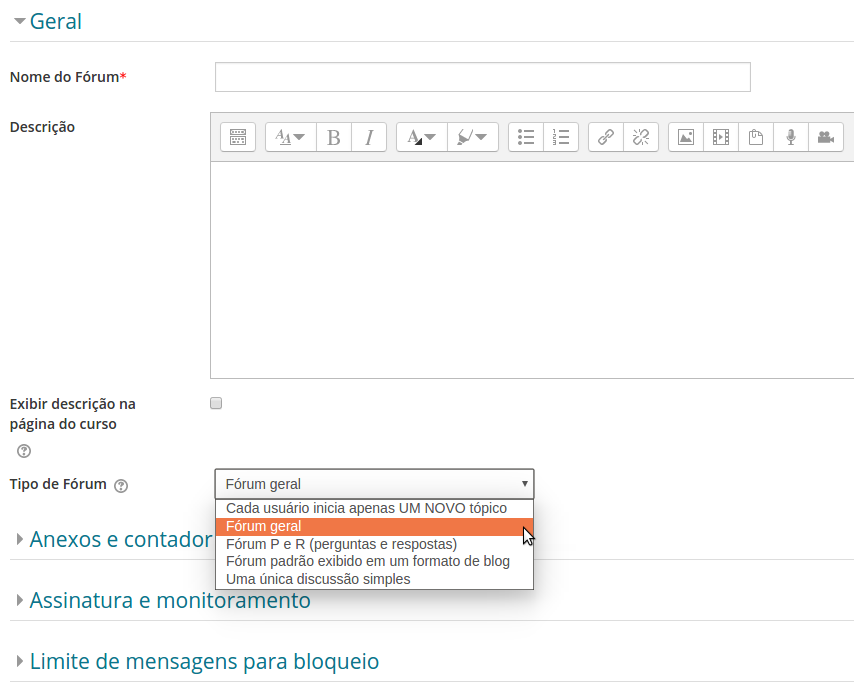 Geral
Nome do Fórum*
Descrição
Exibir descrição na
página do curso
Tipo de Fórum
Fórum geral
Cada usuário inicia apenas UM NOVO tópico
Fórum geral
Fórum P e R (perguntas e respostas)
Fórum padrão exibido em um formato de blog
Uma única discussão simples
Anexos e contador
Assinatura e monitoramento
Limite de mensagens para bloqueio